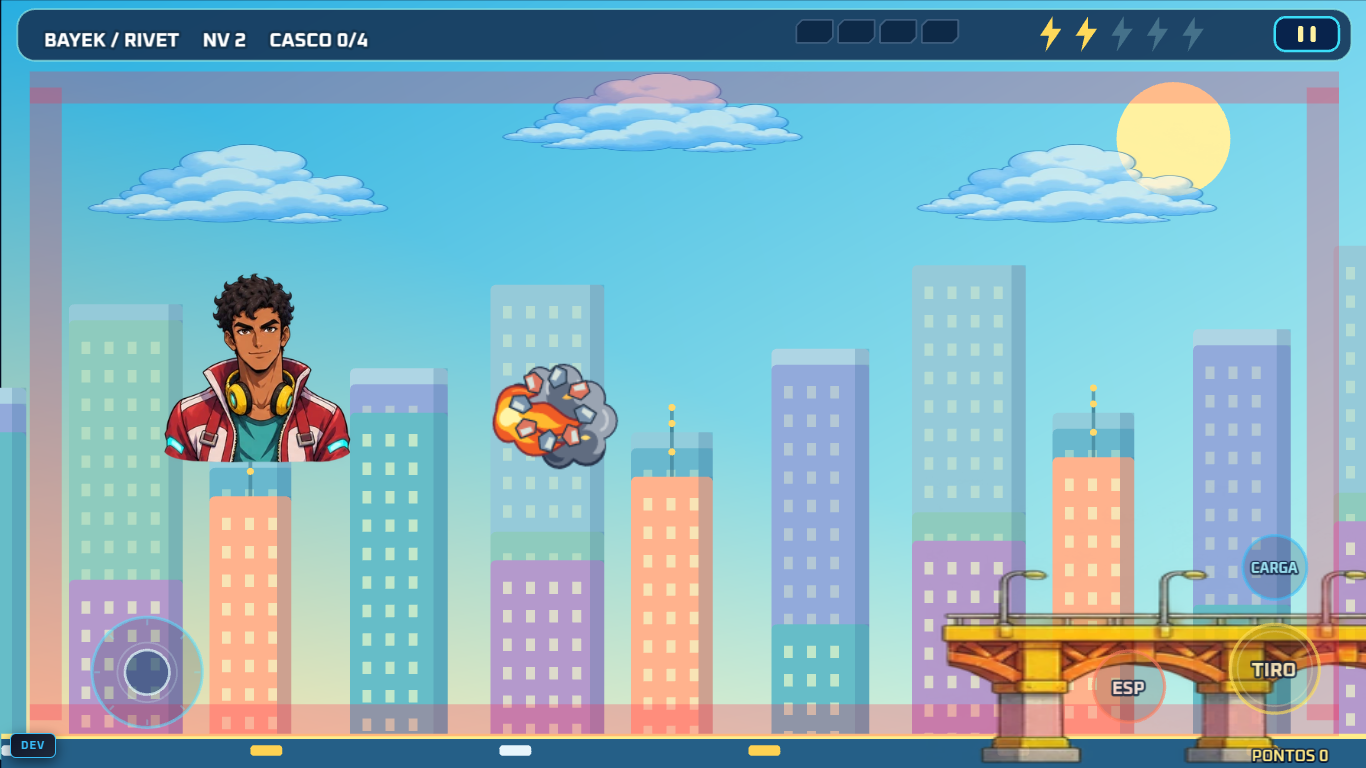 BAYEK / RIVET NV 2 CASCO 0/4
CARGA
TIRO
ESP
DEV
PONTOS 0